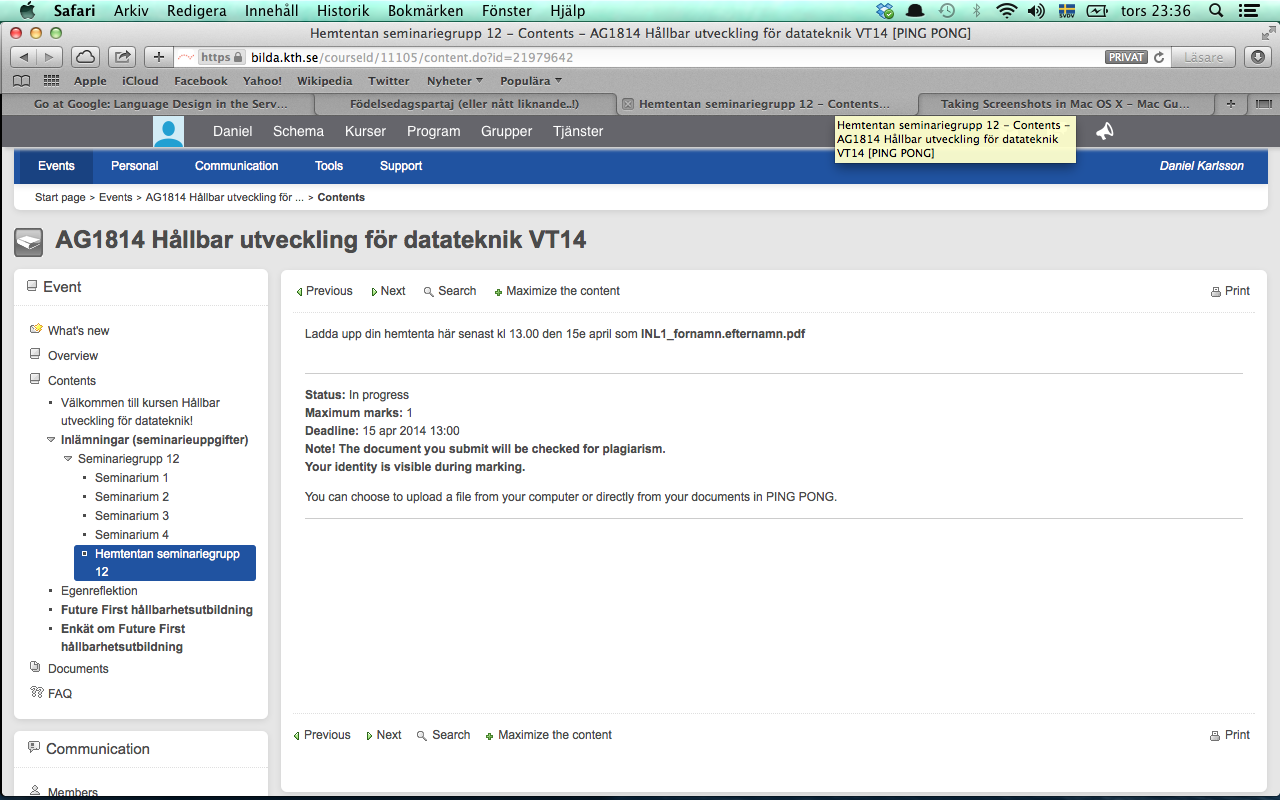 Safari Arkiv Redigera Innehåll Historik Bokmärken Fönster Hjälp SVDV tors 23:36
Hemtentan seminariegrupp 12 – Contents – AG1814 Hållbar utveckling för datateknik VT14 [PING PONG]
https bilda.kth.se/courseId/11105/content.do?id=21979642 PRIVAT Läsare
Apple iCloud Facebook Yahoo! Wikipedia Twitter Nyheter Populära
Go at Google: Language Design in the Serv... Födelsedagspartaj (eller nått liknande..!) Hemtentan seminariegrupp 12 – Contents... Taking Screenshots in Mac OS X – Mac Gu...
Daniel Schema Kurser Program Grupper Tjänster
Hemtentan seminariegrupp 12 – Contents –
AG1814 Hållbar utveckling för datateknik
VT14 [PING PONG]
Events Personal Communication Tools Support Daniel Karlsson
Start page > Events > AG1814 Hållbar utveckling för ... > Contents
AG1814 Hållbar utveckling för datateknik VT14
Event
What's new
Overview
Contents
Välkommen till kursen Hållbar
utveckling för datateknik!
Inlämningar (seminarieuppgifter)
Seminariegrupp 12
Seminarium 1
Seminarium 2
Seminarium 3
Seminarium 4
Hemtentan seminariegrupp
12
Egenreflektion
Future First hållbarhetsutbildning
Enkät om Future First
hållbarhetsutbildning
Documents
FAQ
Communication
Members
Previous Next Search Maximize the content Print
Ladda upp din hemtenta här senast kl 13.00 den 15e april som INL1_fornamn.efternamn.pdf
Status: In progress
Maximum marks: 1
Deadline: 15 apr 2014 13:00
Note! The document you submit will be checked for plagiarism.
Your identity is visible during marking.
You can choose to upload a file from your computer or directly from your documents in PING PONG.
Previous Next Search Maximize the content Print